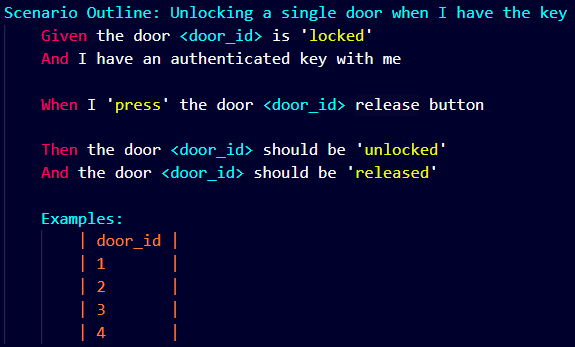 Scenario Outline: Unlocking a single door when I have the key
Given the door <door_id> is 'locked'
And I have an authenticated key with me
When I 'press' the door <door_id> release button
Then the door <door_id> should be 'unlocked'
And the door <door_id> should be 'released'
Examples:
| door_id |
| 1 |
| 2 |
| 3 |
| 4 |